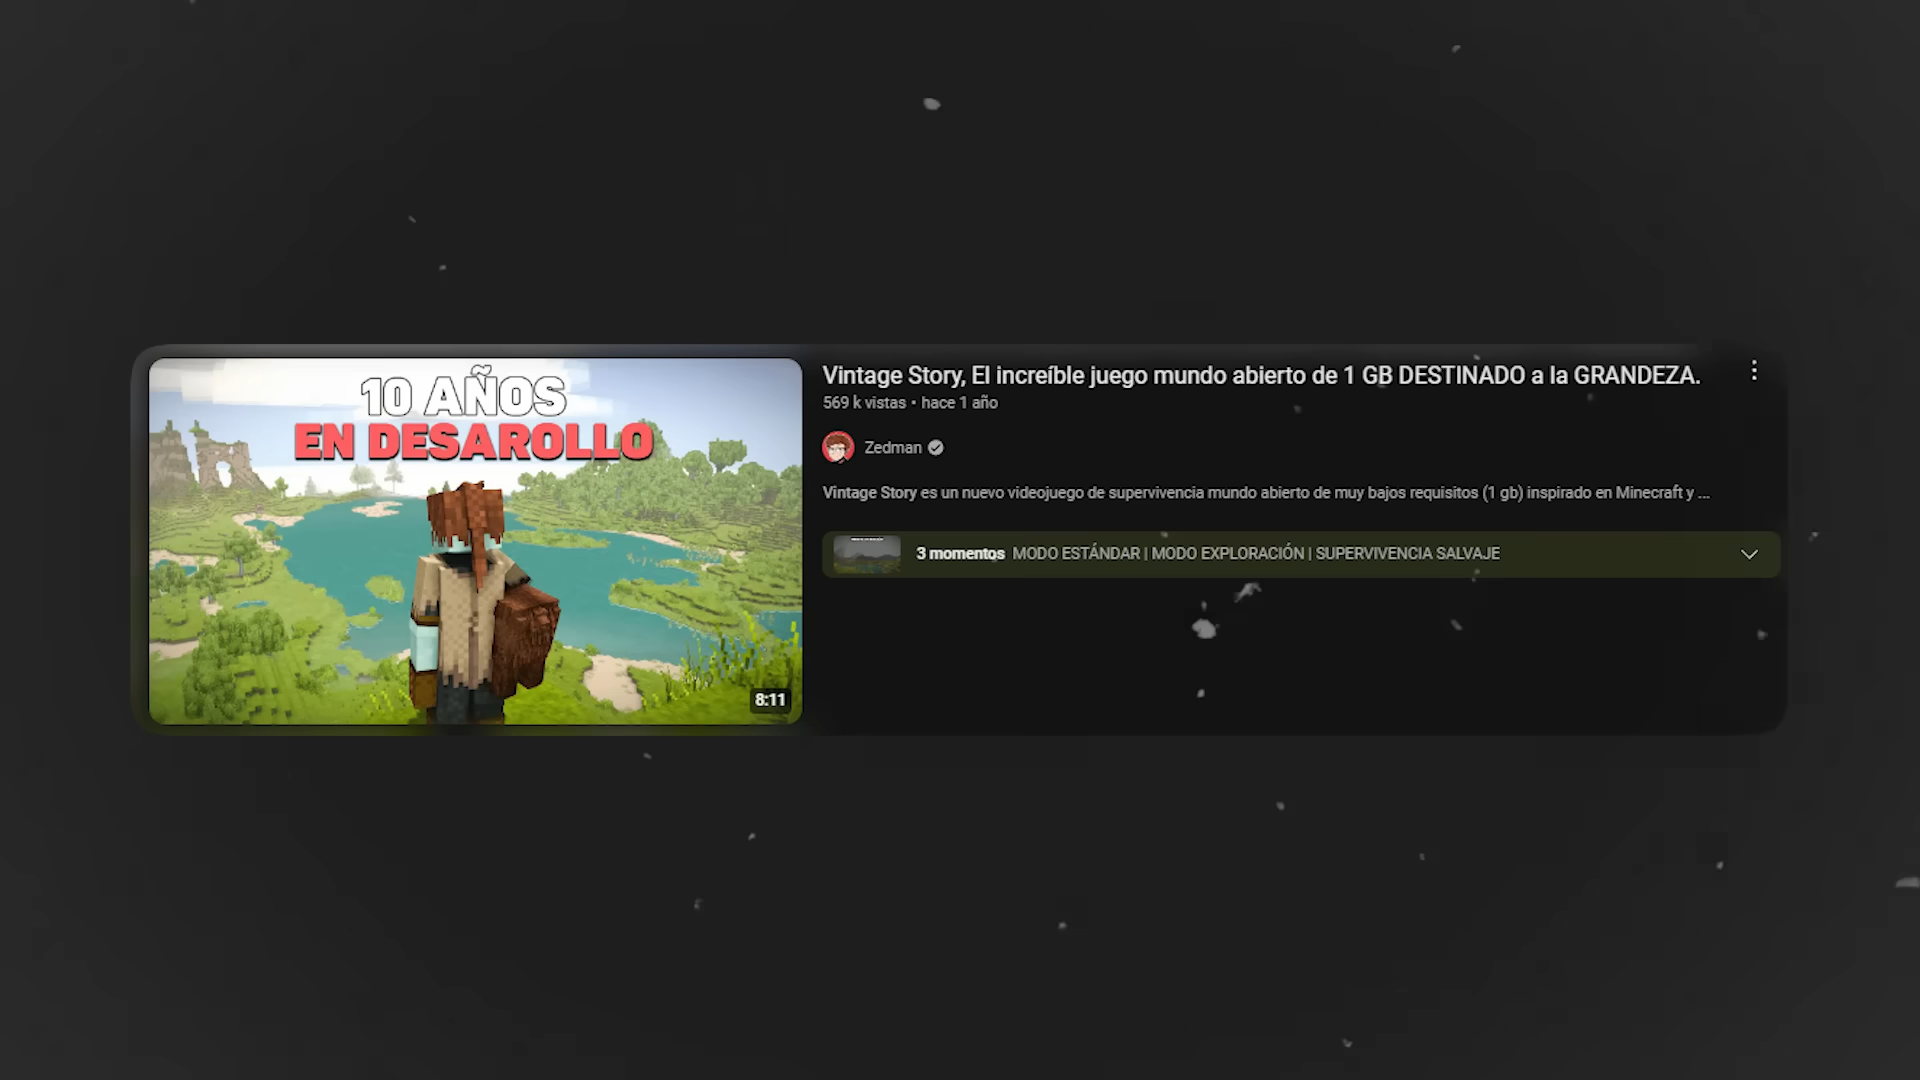 10 AÑOS
EN DESAROLLO
8:11
Vintage Story, El increíble juego mundo abierto de 1 GB DESTINADO a la GRANDEZA.
569 k vistas • hace 1 año
Zedman
Vintage Story es un nuevo videojuego de supervivencia mundo abierto de muy bajos requisitos (1 gb) inspirado en Minecraft y ...
3 momentos MODO ESTÁNDAR | MODO EXPLORACIÓN | SUPERVIVENCIA SALVAJE